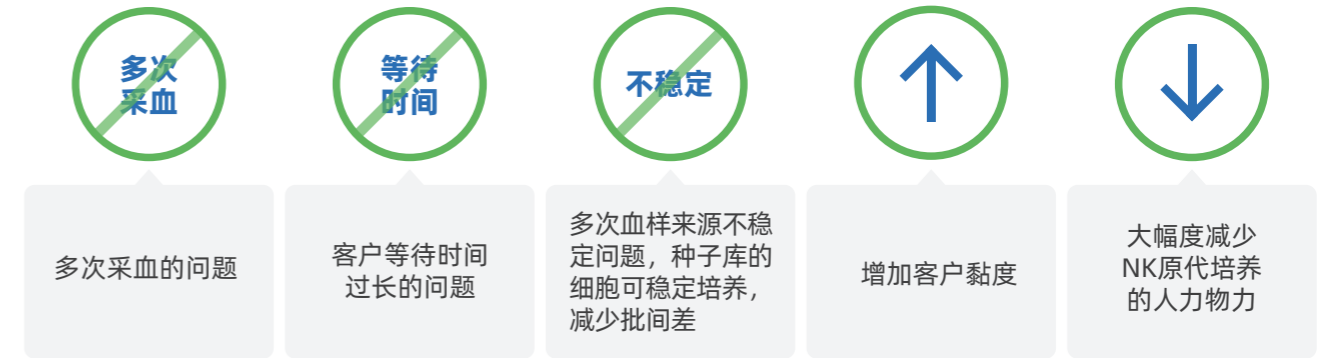 多次
采血
等待
时间
不稳定
多次采血的问题
客户等待时间
过长的问题
多次血样来源不稳
定问题，种子库的
细胞可稳定培养，
减少批间差
增加客户黏度
大幅度减少
NK原代培养
的人力物力